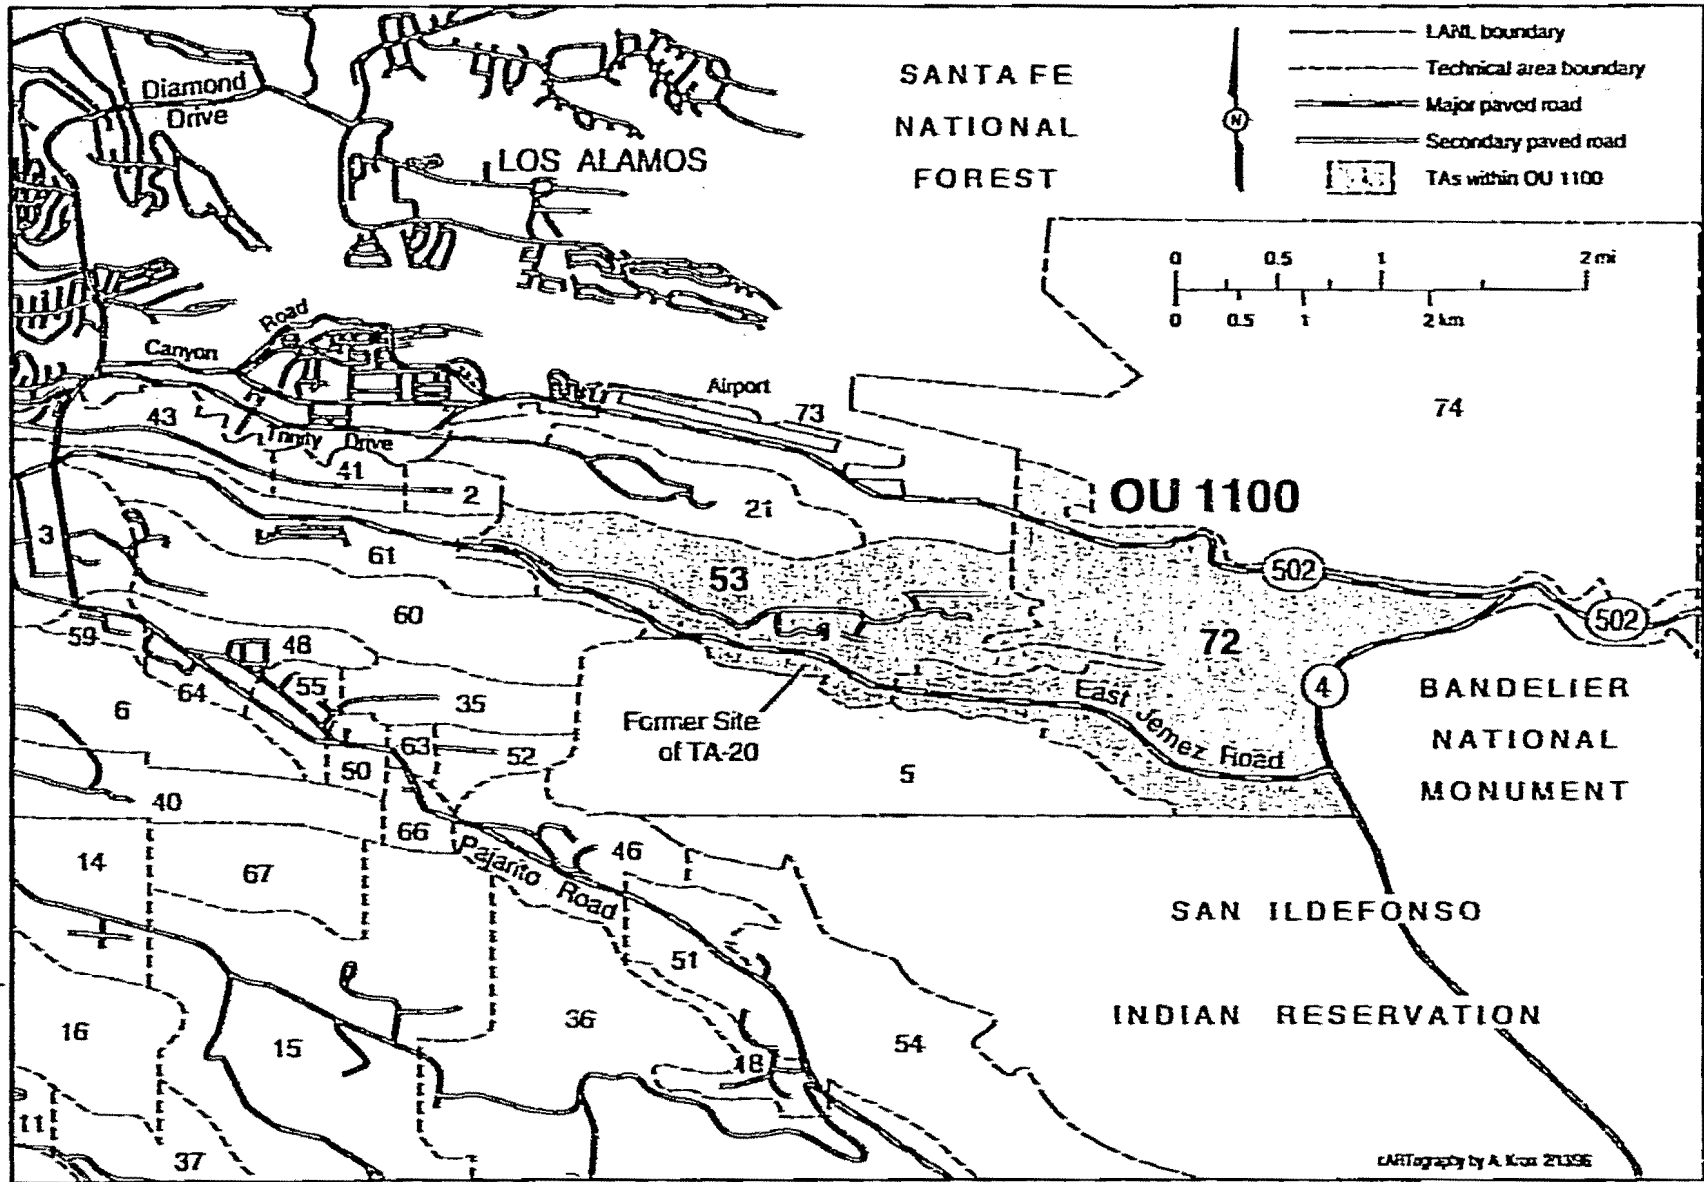 LANL boundary
Technical area boundary
Major paved road
Secondary paved road
TAs within OU 1100
SANTA FE
NATIONAL
FOREST
N
Diamond
Drive
LOS ALAMOS
0 0.5 1 2 mi
0 0.5 1 2 km
Road
Canyon
Airport
73
74
43
Trinity Drive
41
2
21
OU 1100
3
61
53
502
502
60
59
48
72
64
55
35
6
4
East Jemez Road
BANDELIER
NATIONAL
MONUMENT
Former Site
of TA-20
63
52
50
5
40
66
Pajarito Road
46
14
67
SAN ILDEFONSO
INDIAN RESERVATION
51
16
15
36
54
18
11
37
cARTography by A. Kron